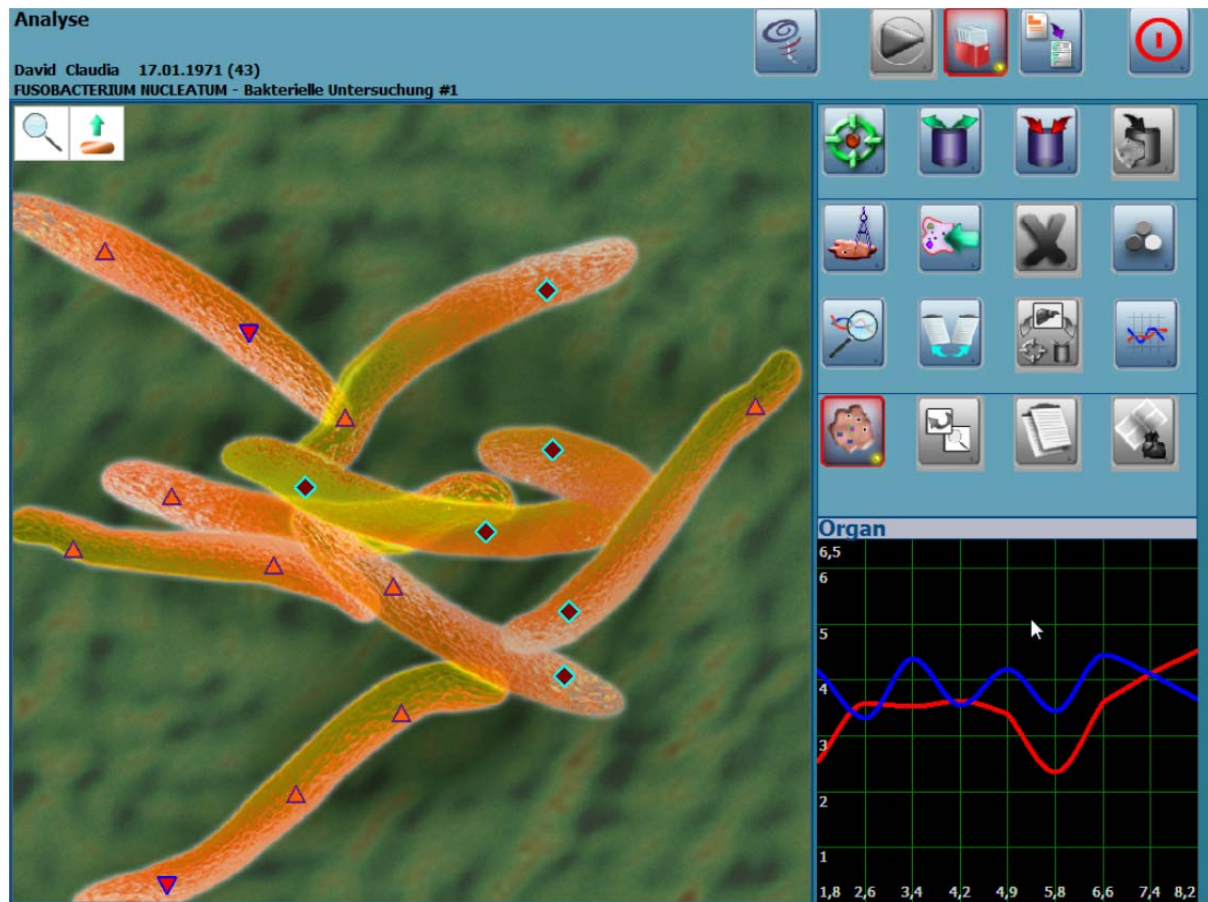 Analyse
David Claudia 17.01.1971 (43)
FUSOBACTERIUM NUCLEATUM - Bakterielle Untersuchung #1
Organ
6,5
6
5
4
3
2
1
1,8 2,6 3,4 4,2 4,9 5,8 6,6 7,4 8,2